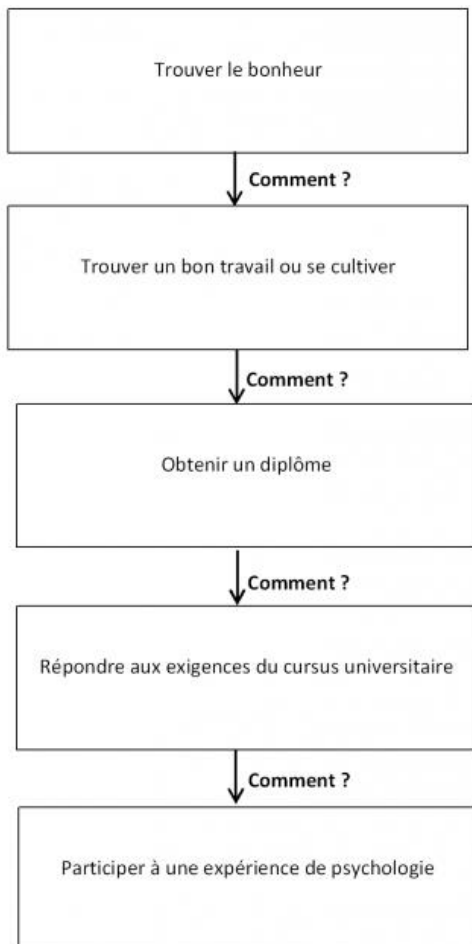 Trouver le bonheur
Comment ?
Trouver un bon travail ou se cultiver
Comment ?
Obtenir un diplôme
Comment ?
Répondre aux exigences du cursus universitaire
Comment ?
Participer à une expérience de psychologie